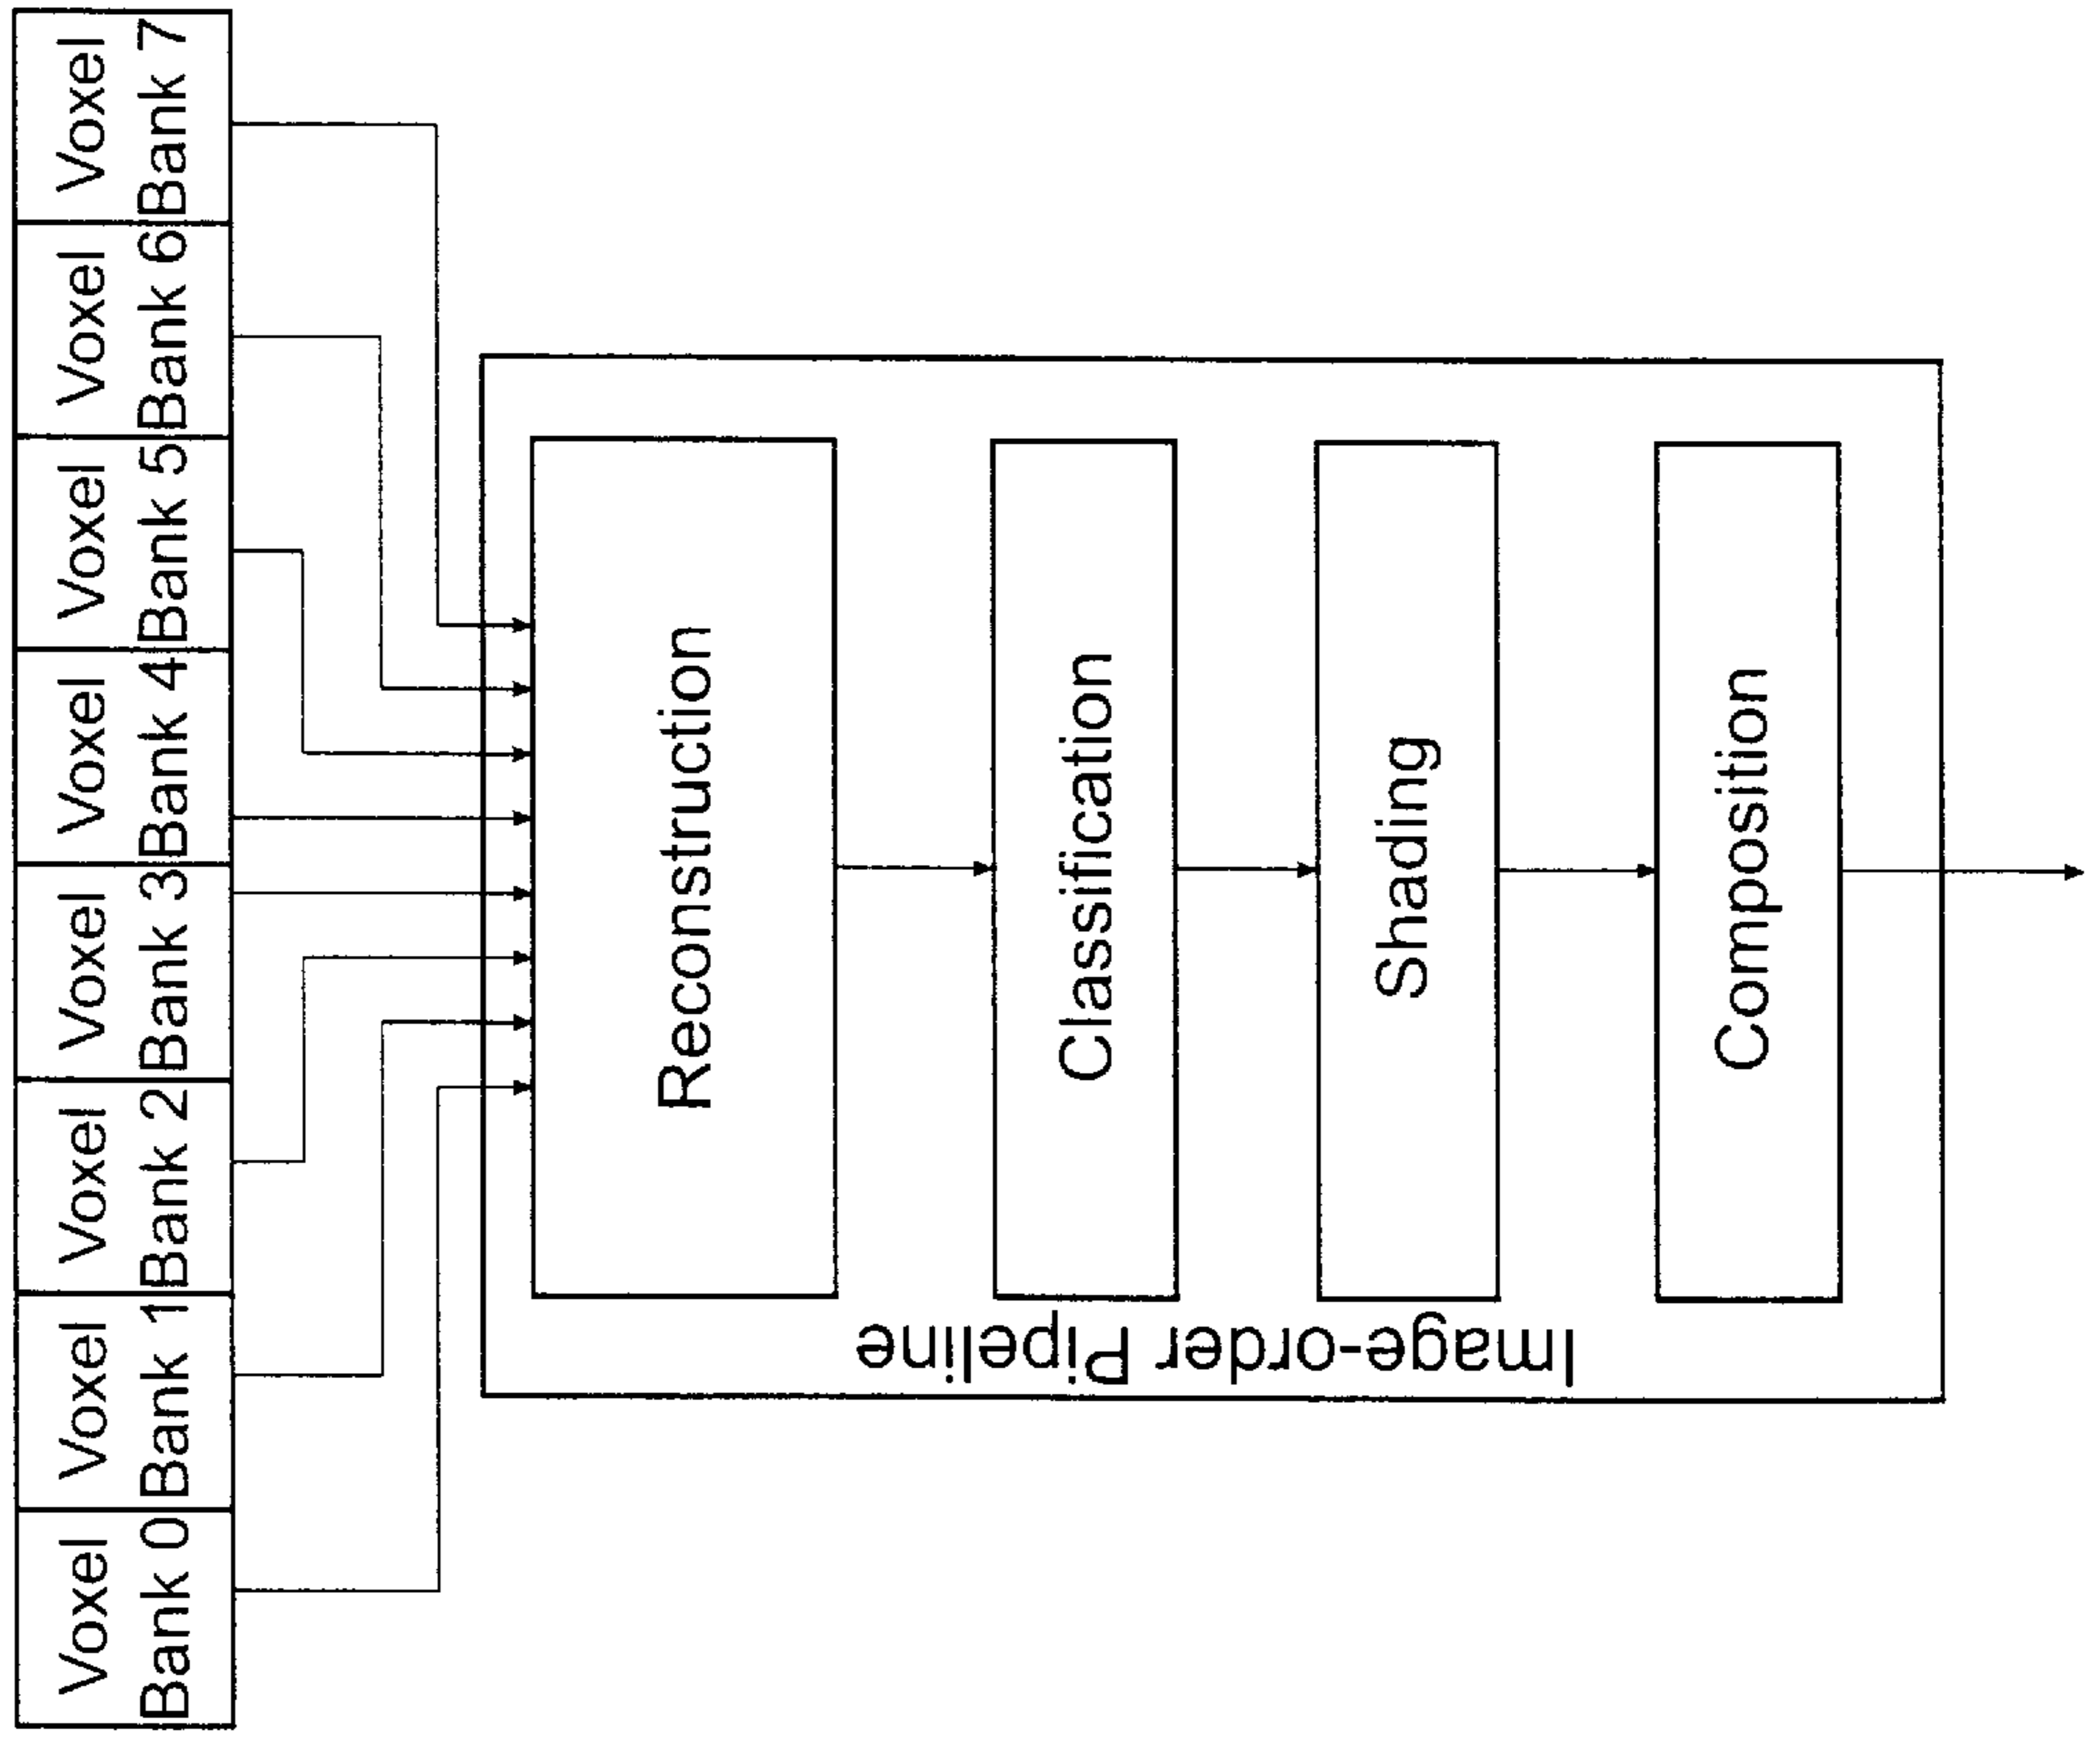 Voxel
Bank 0
Voxel
Bank 1
Voxel
Bank 2
Voxel
Bank 3
Voxel
Bank 4
Voxel
Bank 5
Voxel
Bank 6
Voxel
Bank 7
Reconstruction
Classification
Shading
Composition
Image-order Pipeline